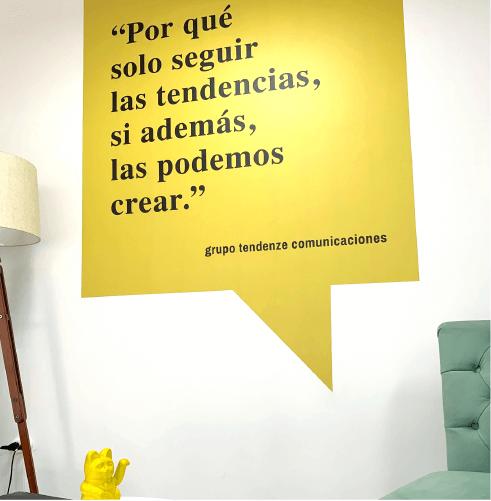 “Por qué
solo seguir
las tendencias,
si además,
las podemos
crear.”
grupo tendenze comunicaciones